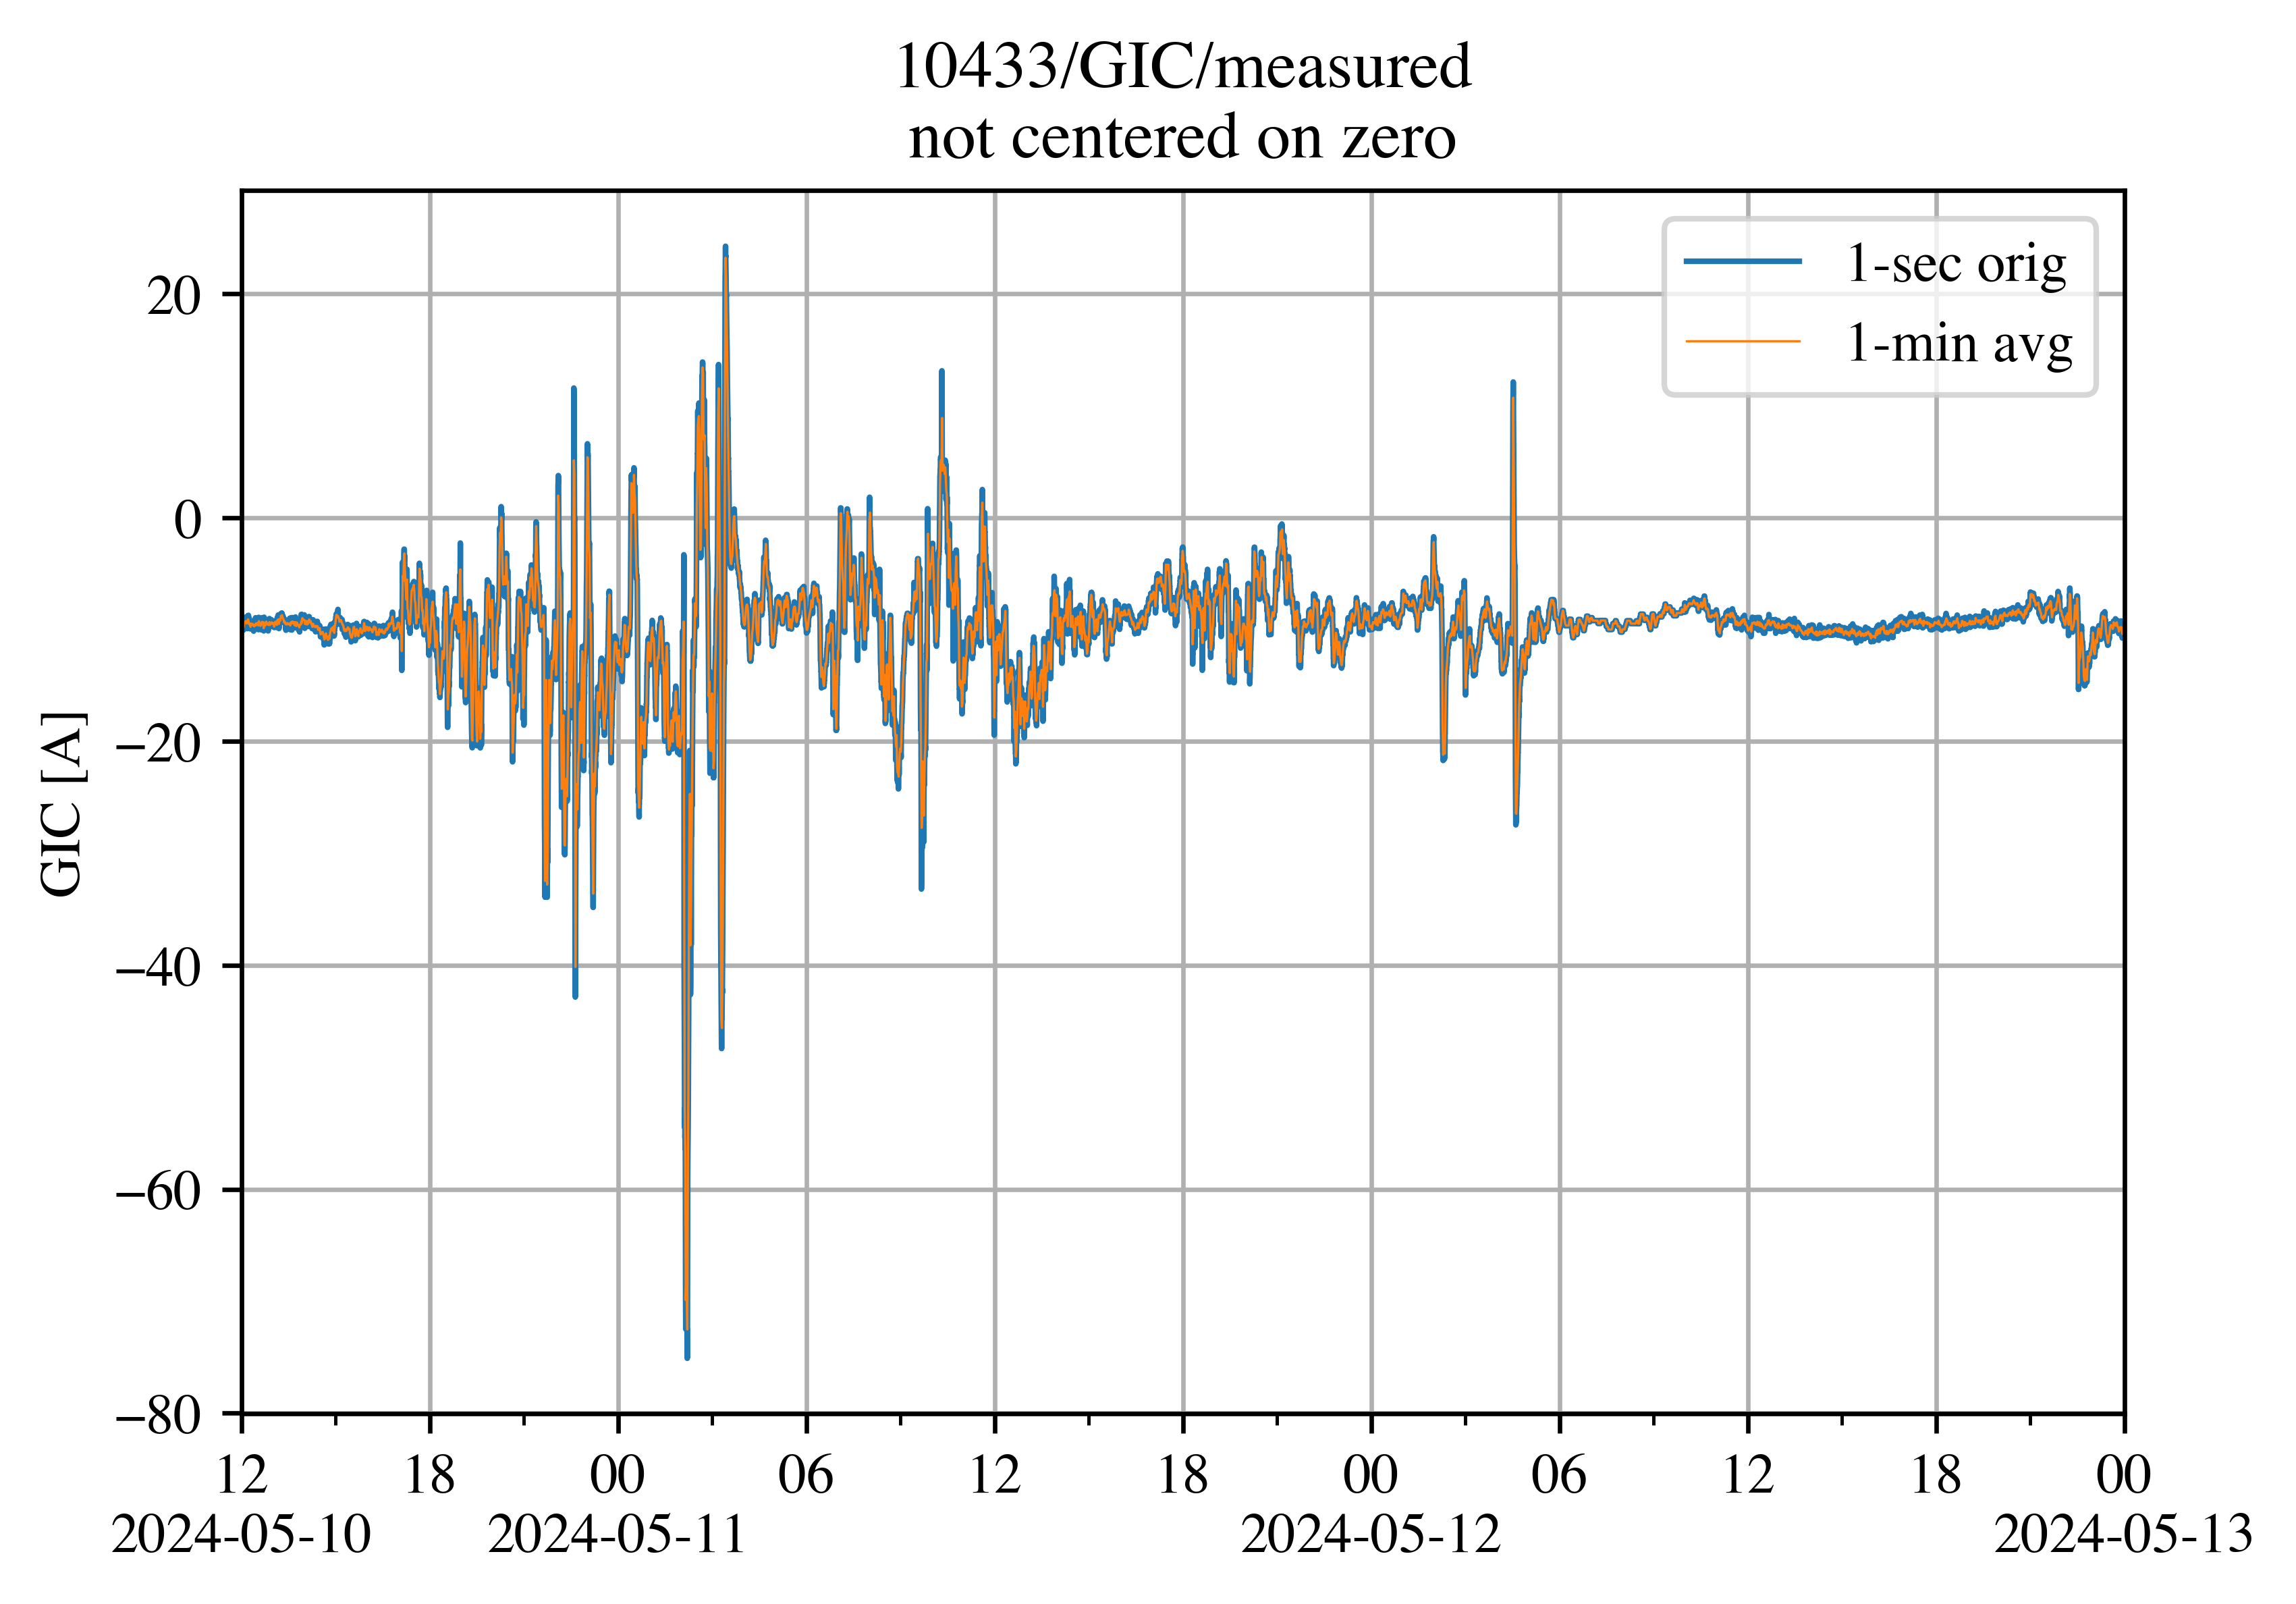 10433/GIC/measured
not centered on zero
1-sec orig
1-min avg
GIC [A]
20
0
−20
−40
−60
−80
12 18 00 06 12 18 00 06 12 18 00
2024-05-10 2024-05-11 2024-05-12 2024-05-13